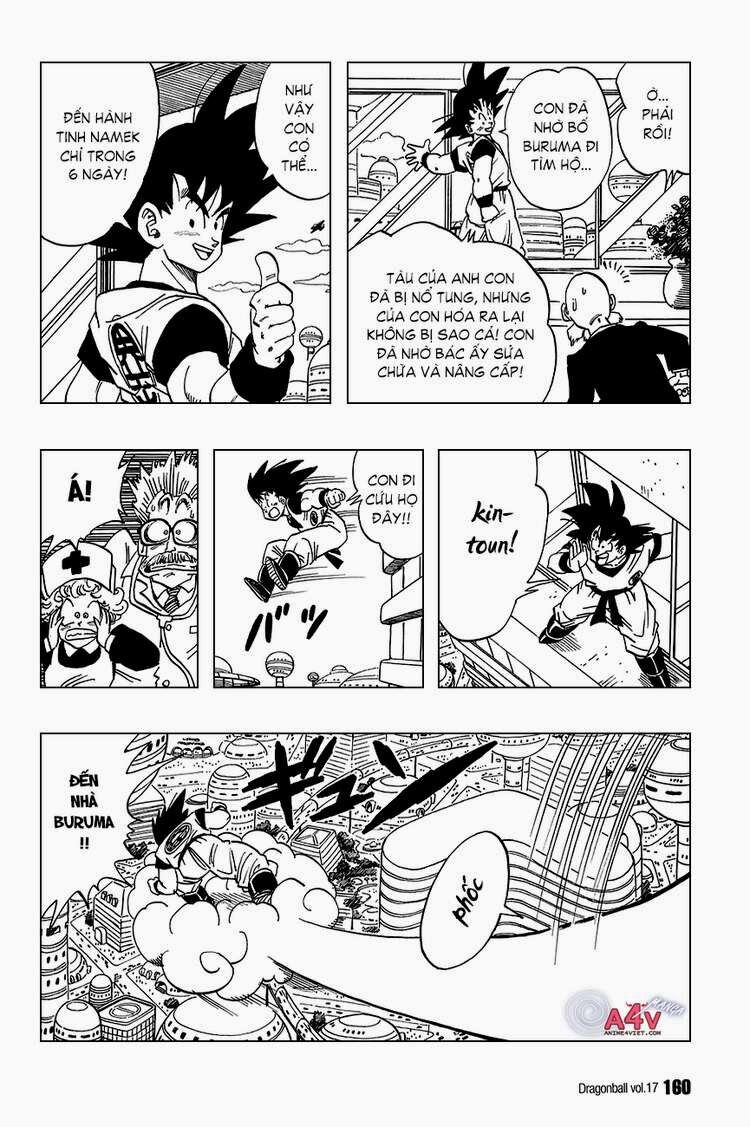 Ờ...
PHẢI
RỒI!
CON ĐÃ
NHỜ BỐ
BURUMA ĐI
TÌM HỘ...
TÀU CỦA ANH CON
ĐÃ BỊ NỔ TUNG, NHƯNG
CỦA CON HÓA RA LẠI
KHÔNG BỊ SAO CẢ! CON
ĐÃ NHỜ BÁC ẤY SỬA
CHỮA VÀ NÂNG CẤP!
NHƯ
VẬY
CON
CÓ
THỂ...
ĐẾN HÀNH
TINH NAMEK
CHỈ TRONG
6 NGÀY!
kin-
toun!
CON ĐI
CỨU HỌ
ĐÂY!!
バッ
Á!
ĐẾN
NHÀ
BURUMA
!!
ギュン
phốc
A4V
MANGA
ANIME4VIET.COM
Dragonball vol.17 160